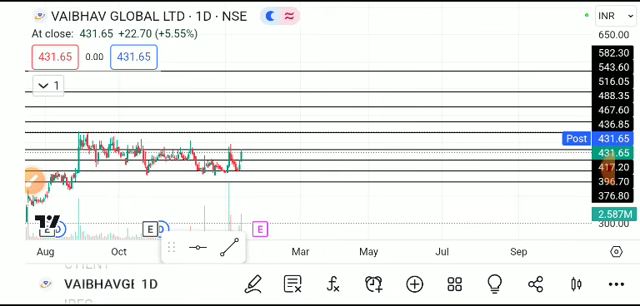 VAIBHAV GLOBAL LTD · 1D · NSE
INR
At close: 431.65 +22.70 (+5.55%)
431.65 0.00 431.65
1
650.00
582.30
543.60
516.05
488.35
467.60
436.85
Post 431.65
431.65
417.20
396.70
376.80
2.587M
300.00
E D E D E
Aug Oct Mar May Jul Sep
VAIBHAVGL 1D